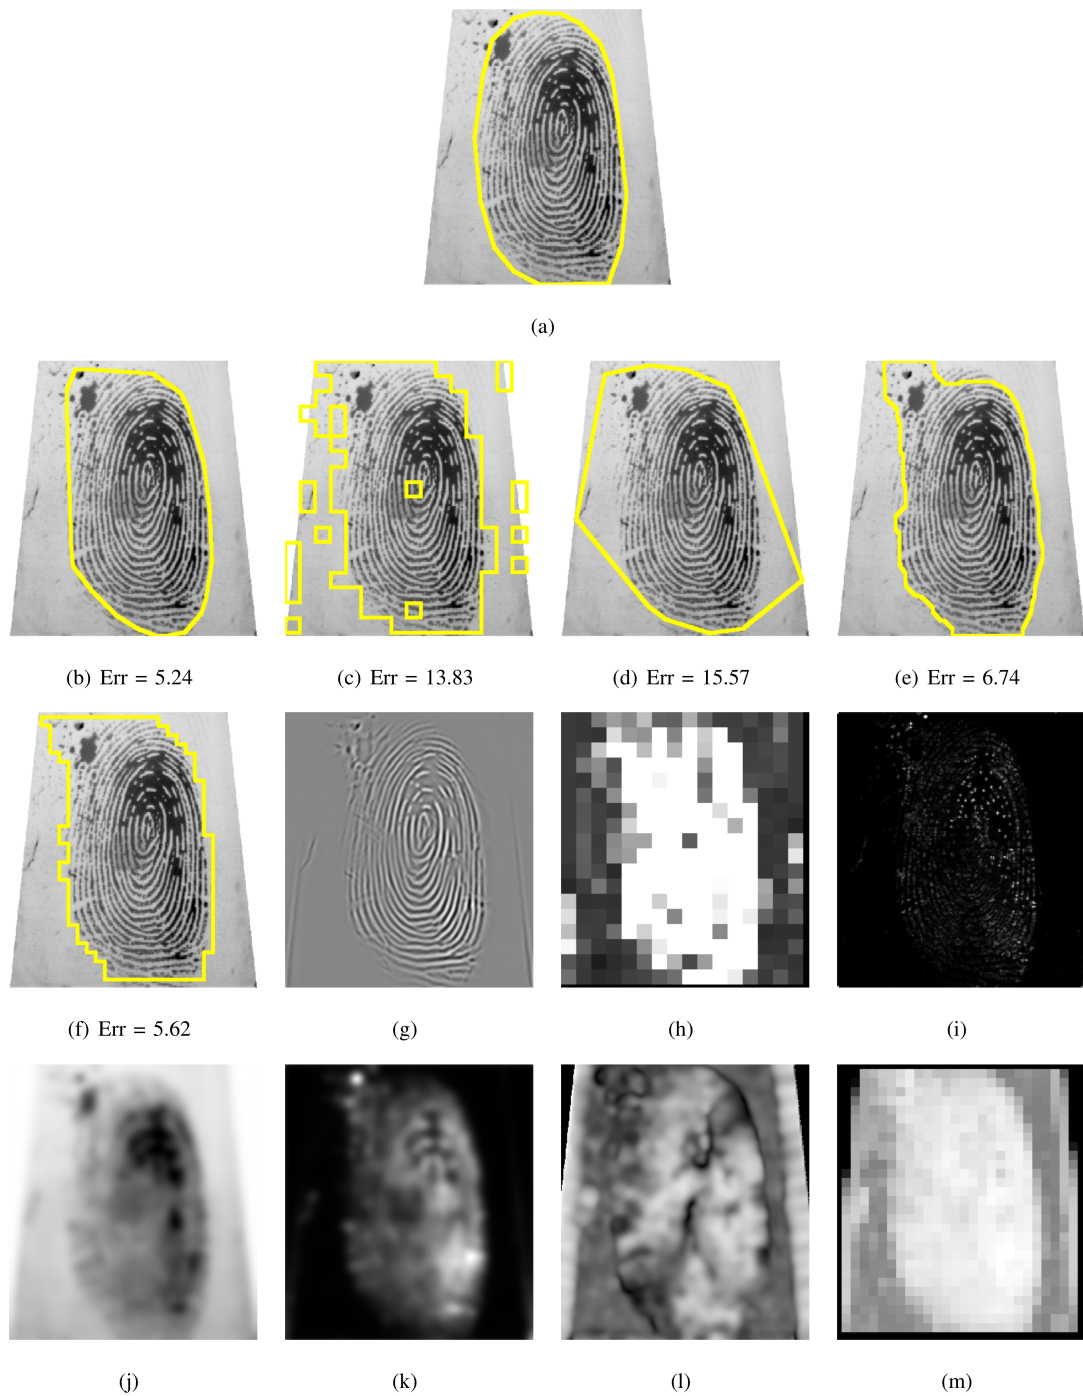 (a)
(b) Err = 5.24
(c) Err = 13.83
(d) Err = 15.57
(e) Err = 6.74
(f) Err = 5.62
(g)
(h)
(i)
(j)
(k)
(l)
(m)